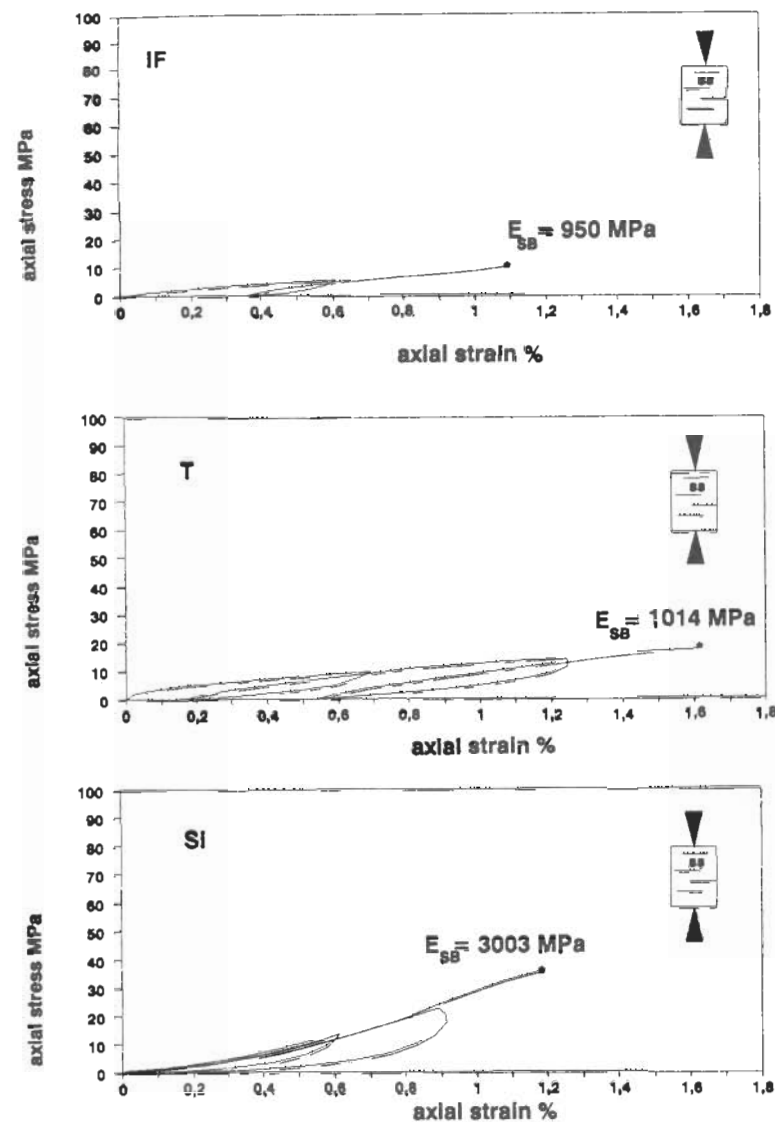 100
90
80
70
60
50
40
30
20
10
0
axial stress MPa
IF
SB
E_SB = 950 MPa
0 0,2 0,4 0,6 0,8 1 1,2 1,4 1,6 1,8
axial strain %
100
90
80
70
60
50
40
30
20
10
0
axial stress MPa
T
SB
E_SB = 1014 MPa
0 0,2 0,4 0,6 0,8 1 1,2 1,4 1,6 1,8
axial strain %
100
90
80
70
60
50
40
30
20
10
0
axial stress MPa
Si
SB
E_SB = 3003 MPa
0 0,2 0,4 0,6 0,8 1 1,2 1,4 1,6 1,8
axial strain %